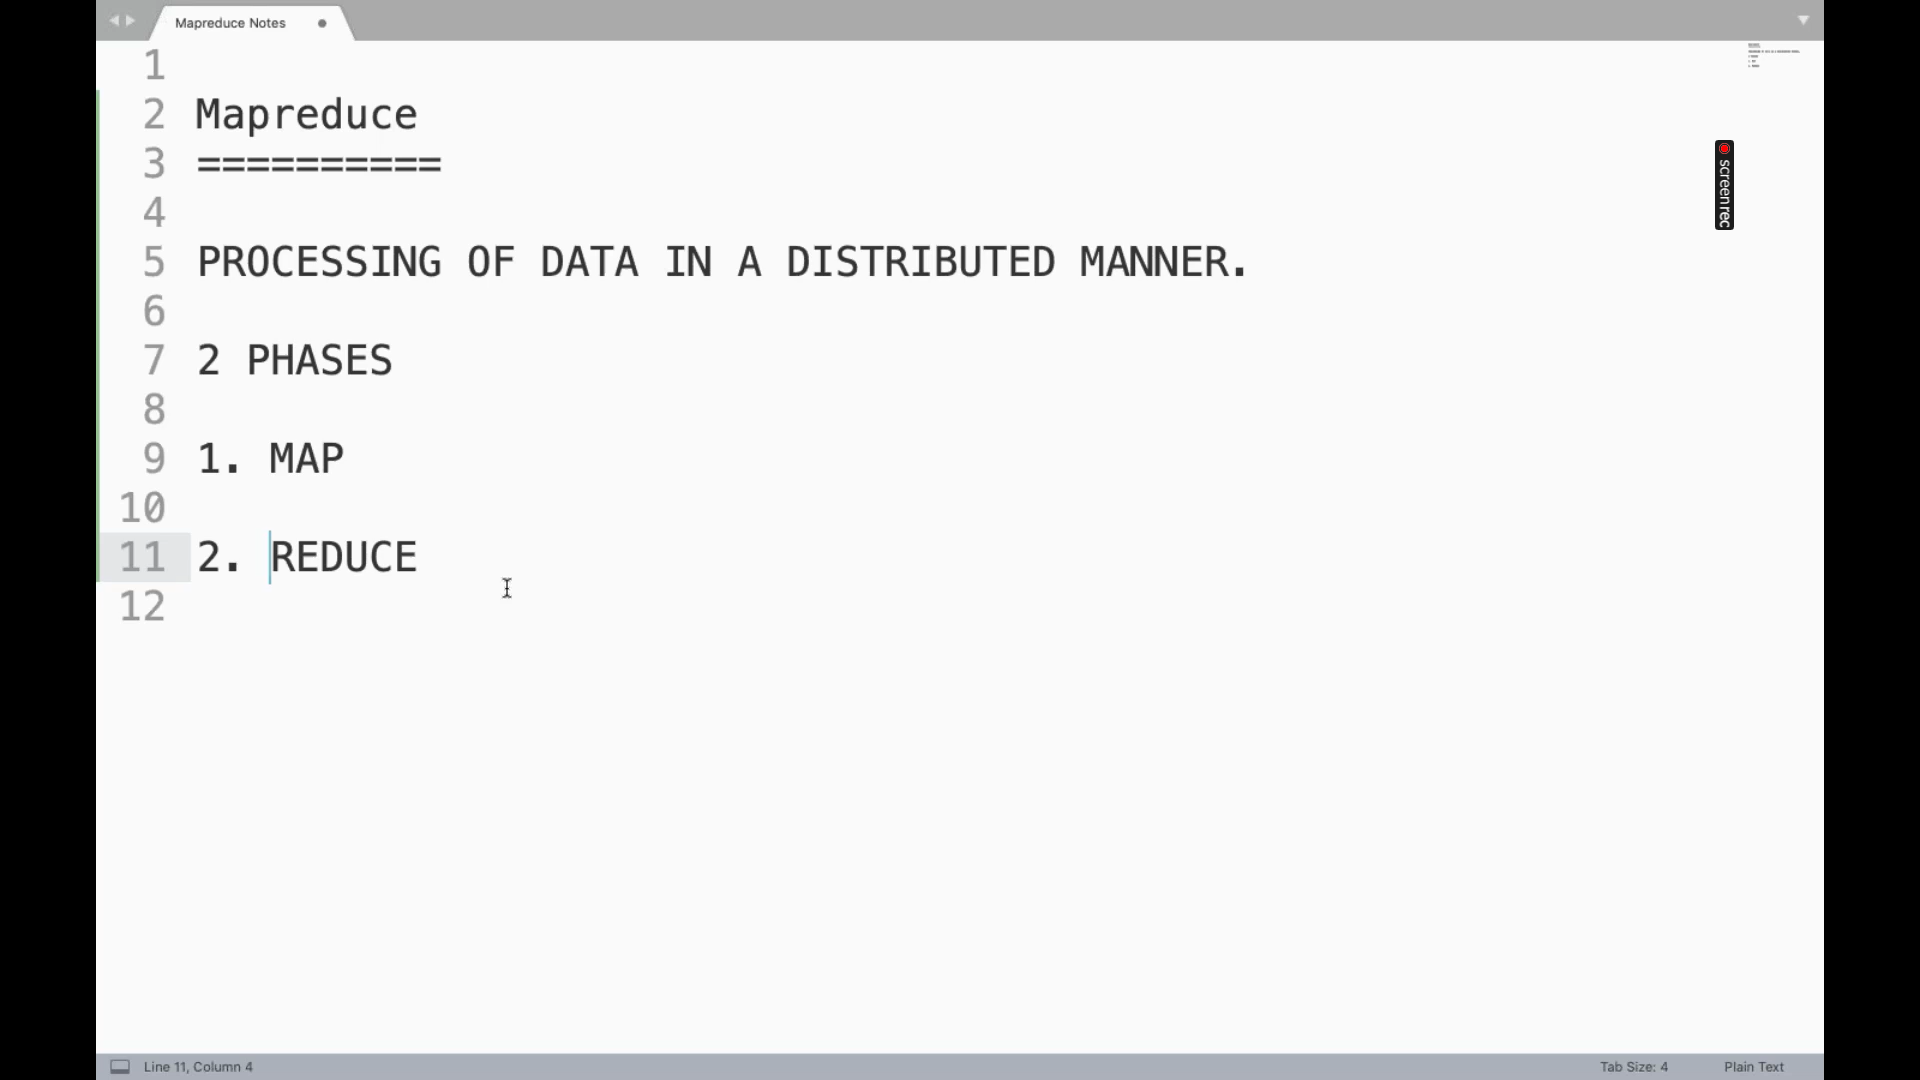 Mapreduce Notes
1
2 Mapreduce
3 ==========
4
5 PROCESSING OF DATA IN A DISTRIBUTED MANNER.
6
7 2 PHASES
8
9 1. MAP
10
11 2. REDUCE
12
screenrec
Line 11, Column 4
Tab Size: 4
Plain Text